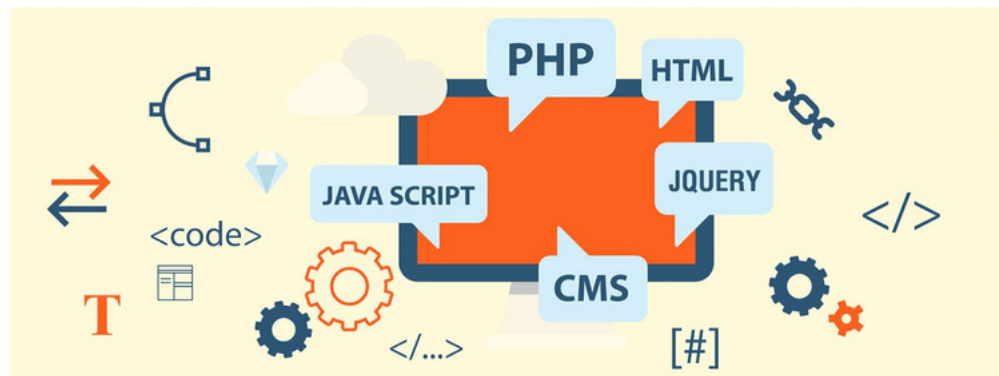 PHP
HTML
JAVA SCRIPT
JQUERY
<code>
</>
CMS
T
</...>
[#]